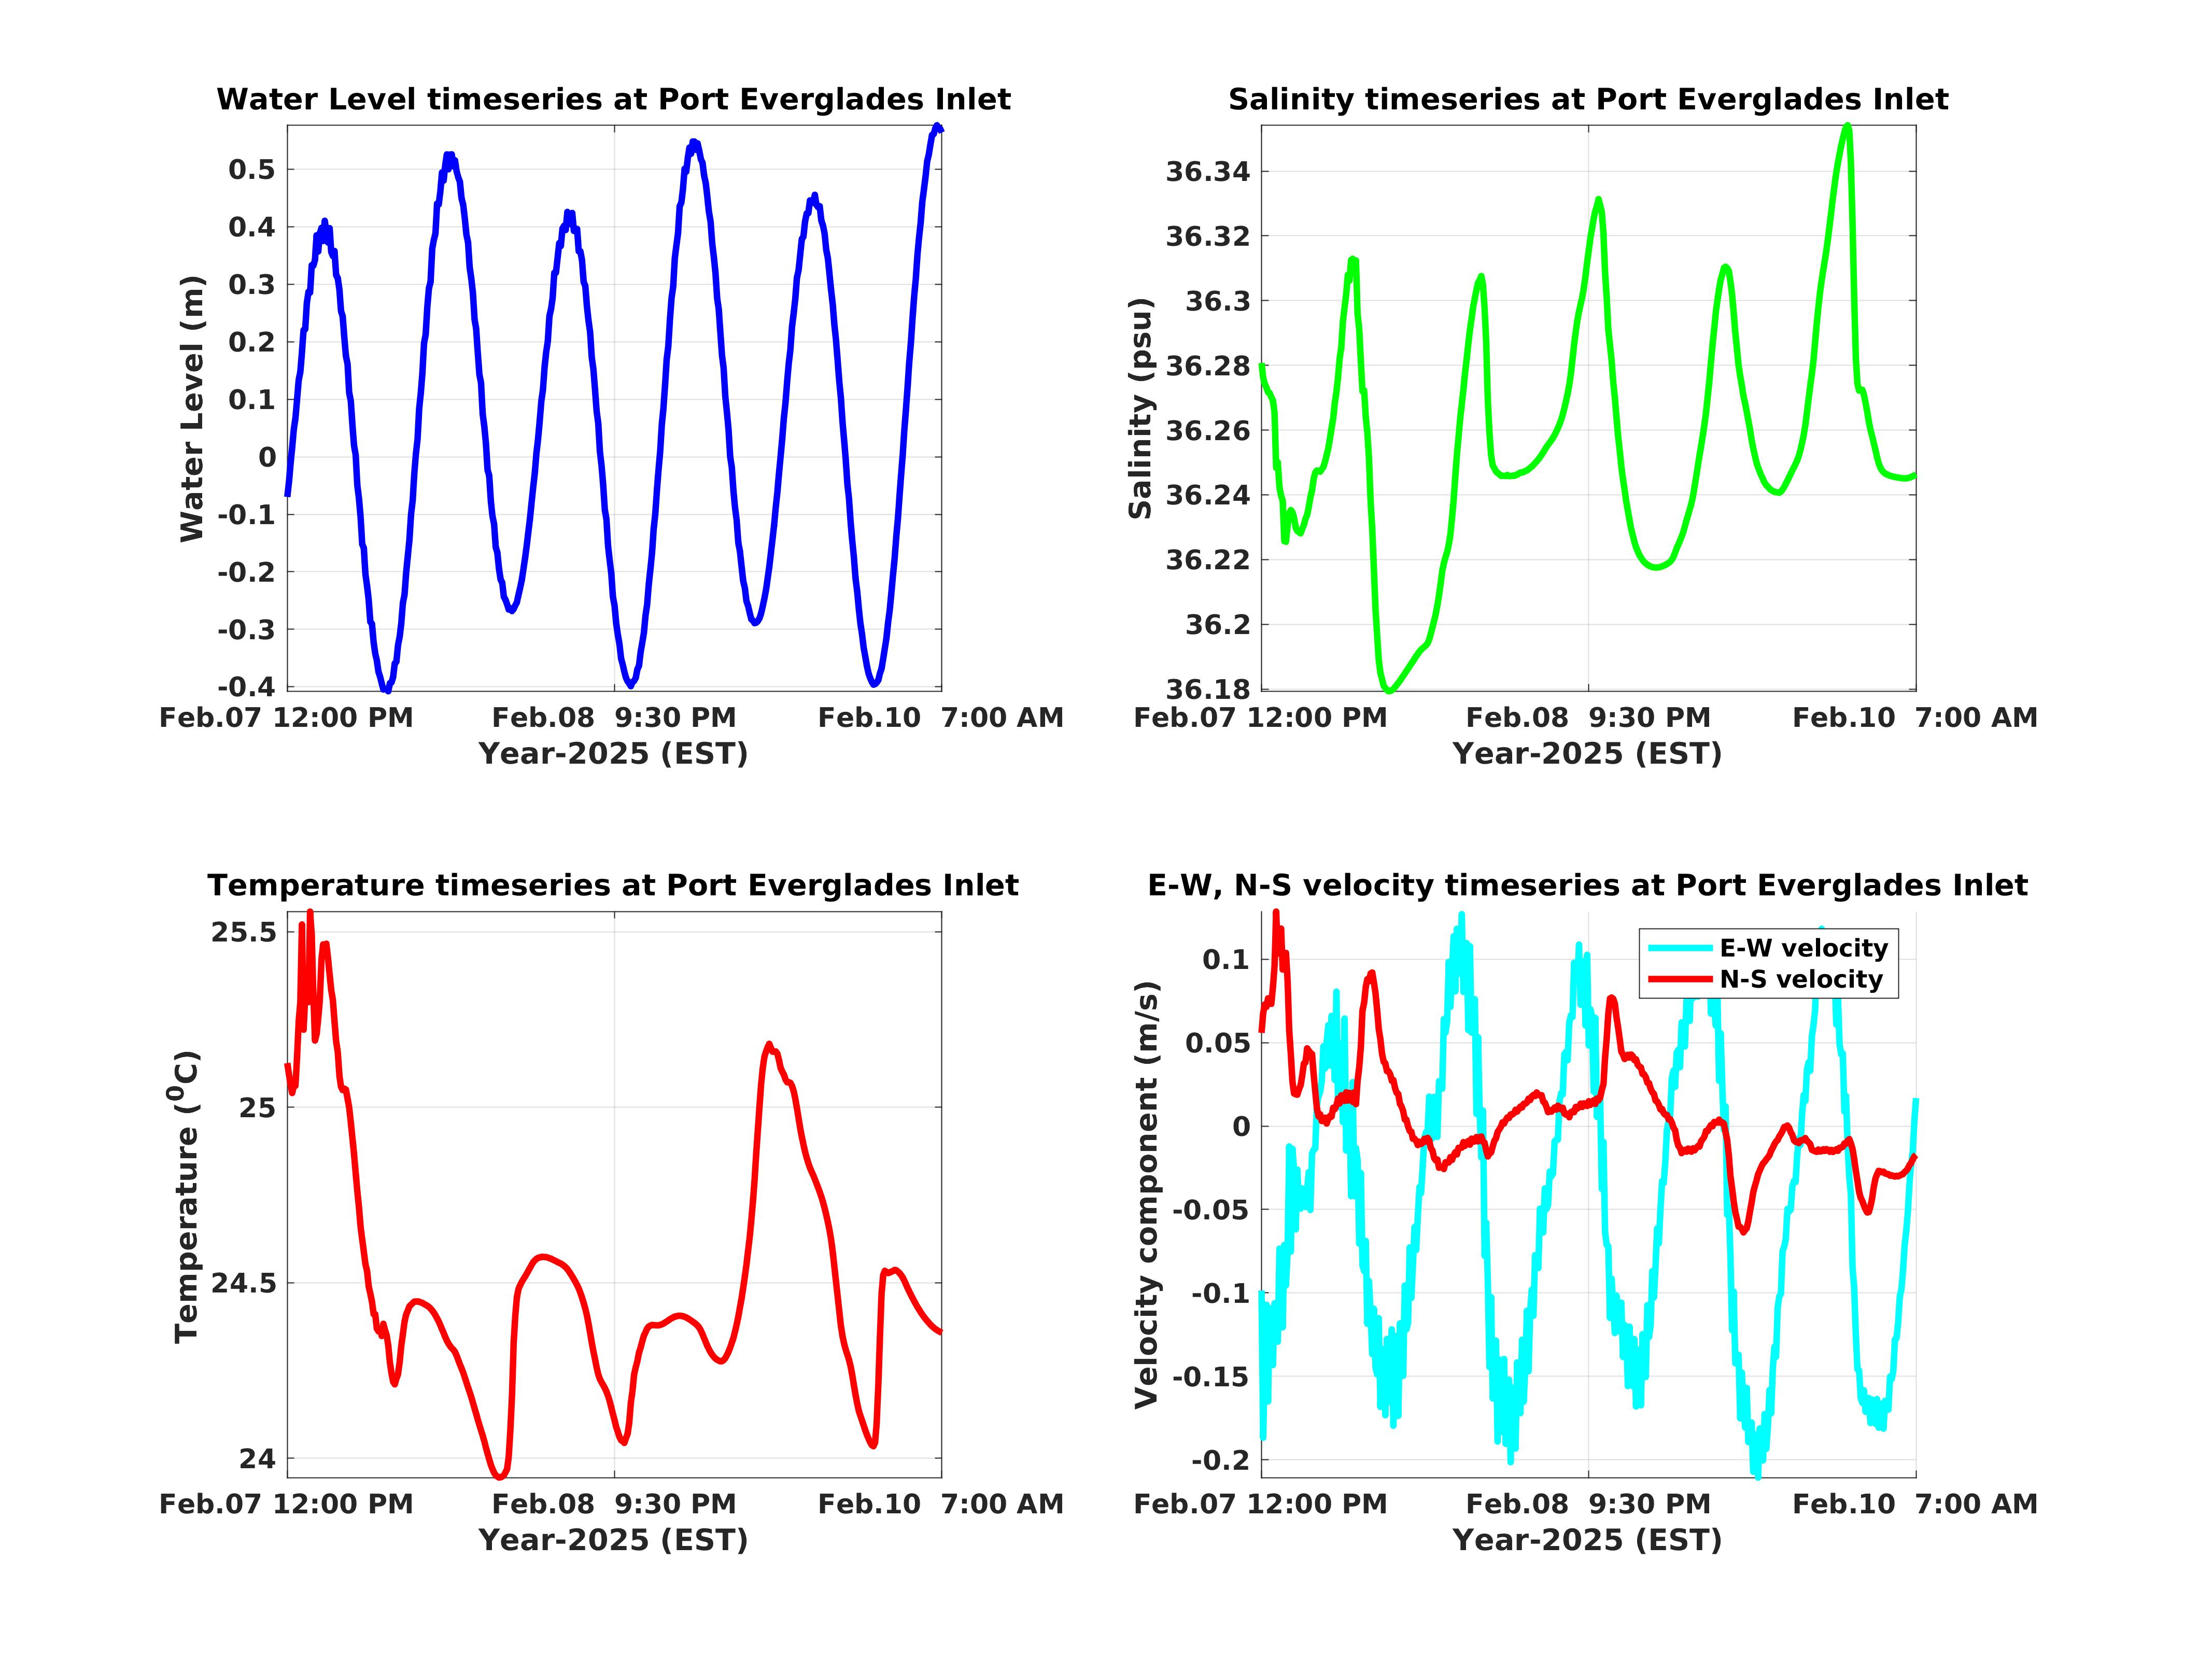 Water Level timeseries at Port Everglades Inlet
0.5
0.4
0.3
0.2
0.1
0
-0.1
-0.2
-0.3
-0.4
Water Level (m)
Feb.07 12:00 PM
Feb.08 9:30 PM
Feb.10 7:00 AM
Year-2025 (EST)
Salinity timeseries at Port Everglades Inlet
36.34
36.32
36.3
36.28
36.26
36.24
36.22
36.2
36.18
Salinity (psu)
Feb.07 12:00 PM
Feb.08 9:30 PM
Feb.10 7:00 AM
Year-2025 (EST)
Temperature timeseries at Port Everglades Inlet
25.5
25
24.5
24
Temperature (⁰C)
Feb.07 12:00 PM
Feb.08 9:30 PM
Feb.10 7:00 AM
Year-2025 (EST)
E-W, N-S velocity timeseries at Port Everglades Inlet
E-W velocity
N-S velocity
0.1
0.05
0
-0.05
-0.1
-0.15
-0.2
Velocity component (m/s)
Feb.07 12:00 PM
Feb.08 9:30 PM
Feb.10 7:00 AM
Year-2025 (EST)